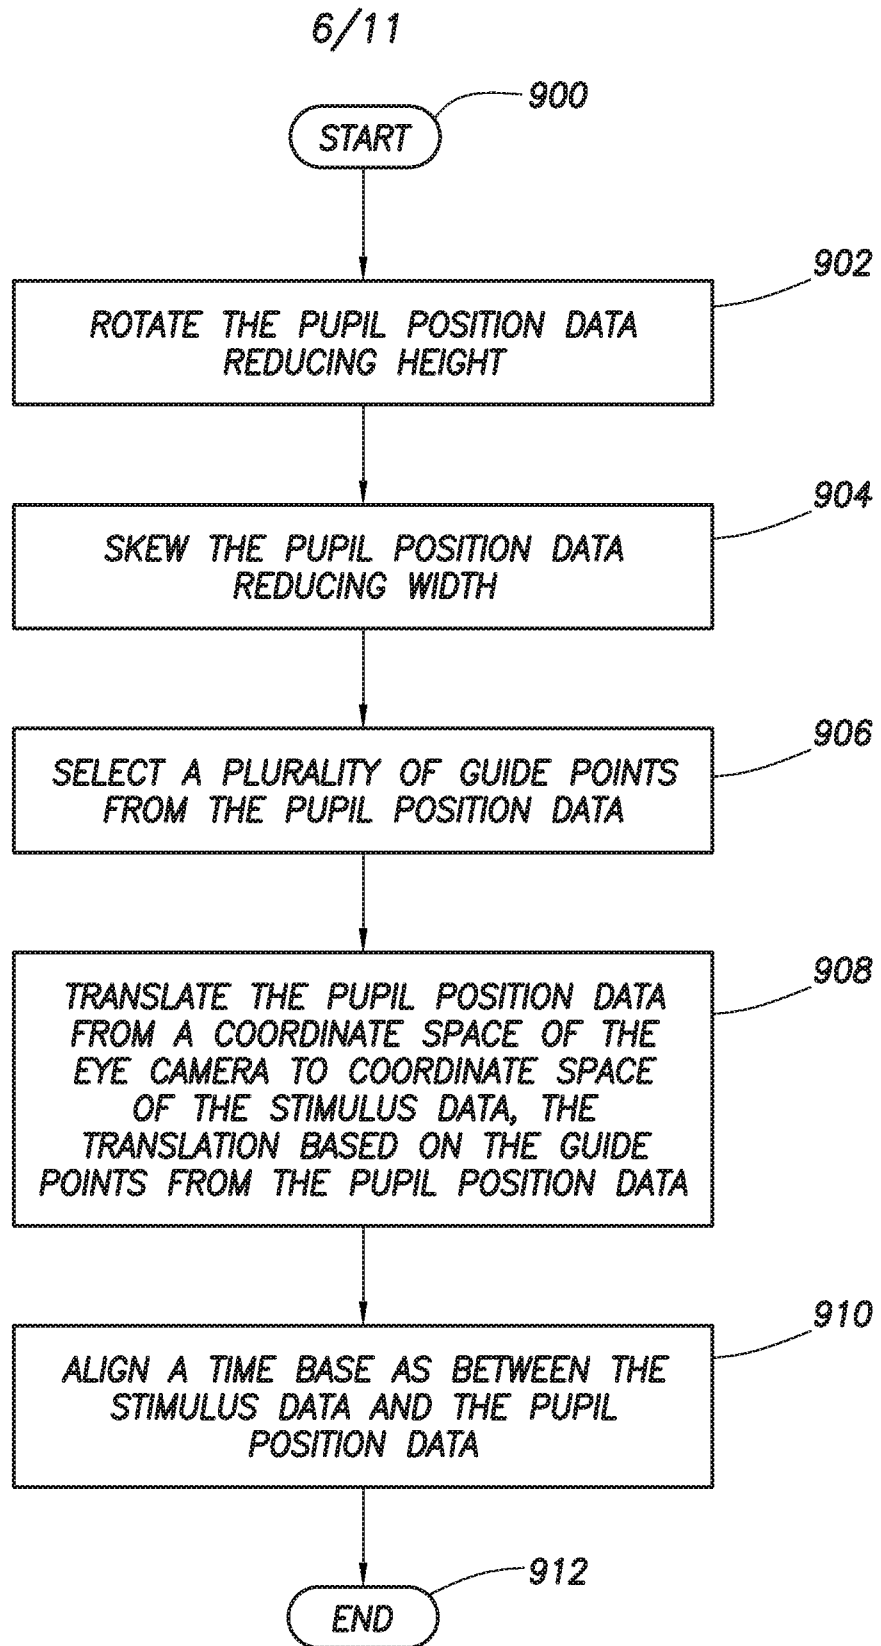 6/11
900
START
902
ROTATE THE PUPIL POSITION DATA
REDUCING HEIGHT
904
SKEW THE PUPIL POSITION DATA
REDUCING WIDTH
906
SELECT A PLURALITY OF GUIDE POINTS
FROM THE PUPIL POSITION DATA
908
TRANSLATE THE PUPIL POSITION DATA
FROM A COORDINATE SPACE OF THE
EYE CAMERA TO COORDINATE SPACE
OF THE STIMULUS DATA, THE
TRANSLATION BASED ON THE GUIDE
POINTS FROM THE PUPIL POSITION DATA
910
ALIGN A TIME BASE AS BETWEEN THE
STIMULUS DATA AND THE PUPIL
POSITION DATA
912
END